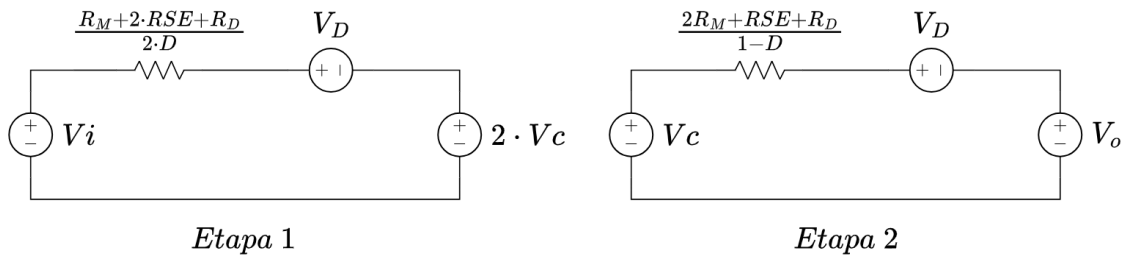 R_M+2·RSE+R_D
2·D
V_D
+ -
+
-
Vi
+
-
2 · Vc
Etapa 1
2R_M+RSE+R_D
1−D
V_D
+ -
+
-
Vc
+
-
V_o
Etapa 2